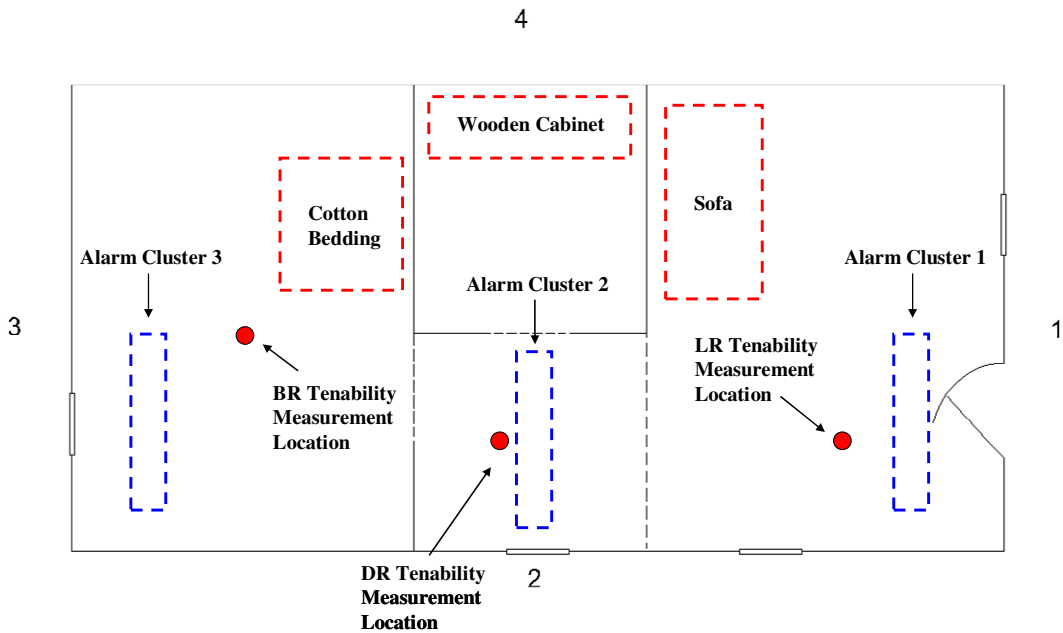 4
Wooden Cabinet
Sofa
Cotton
Bedding
Alarm Cluster 3
Alarm Cluster 2
Alarm Cluster 1
3
1
LR Tenability
Measurement
Location
BR Tenability
Measurement
Location
DR Tenability
Measurement
Location
2